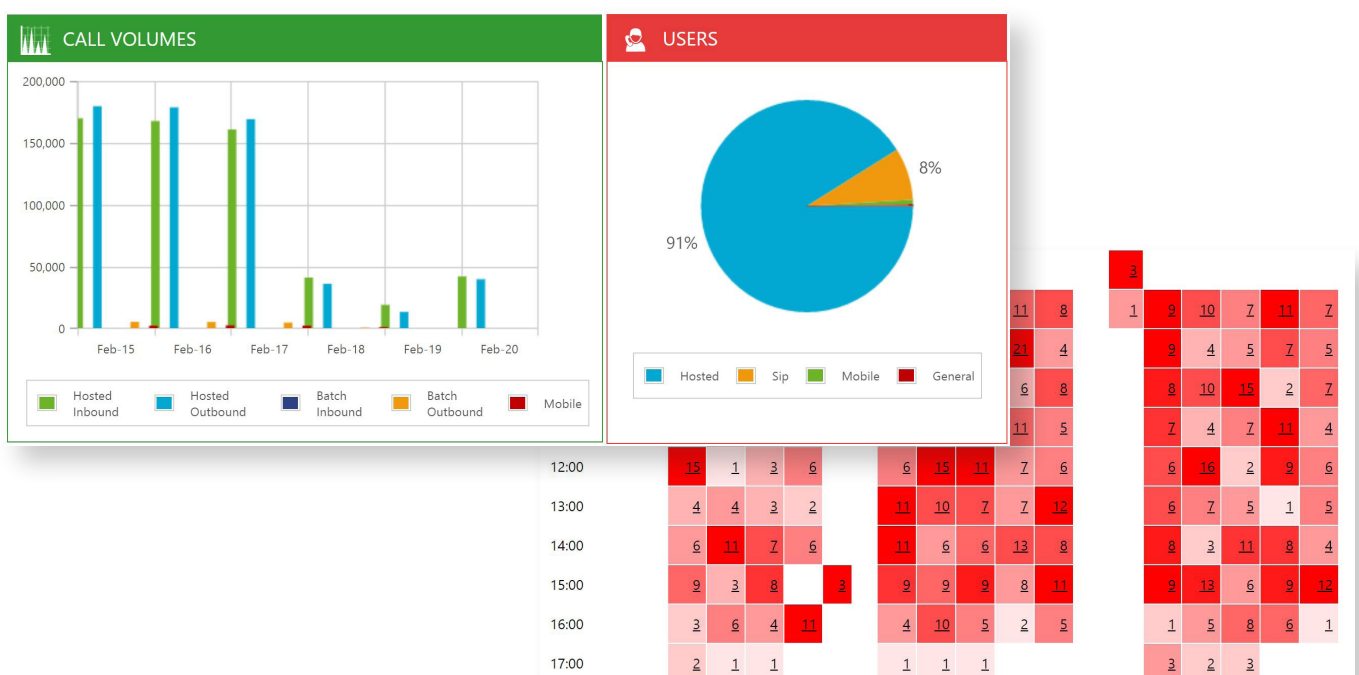 CALL VOLUMES
200,000
150,000
100,000
50,000
0
Feb-15 Feb-16 Feb-17 Feb-18 Feb-19 Feb-20
Hosted Inbound
Hosted Outbound
Batch Inbound
Batch Outbound
Mobile
USERS
8%
91%
Hosted Sip Mobile General
3
11 8 1 9 10 7 11 7
21 4 9 4 5 7 5
6 8 8 10 15 2 7
11 5 7 4 7 11 4
12:00 15 1 3 6 6 15 11 7 6 6 16 2 9 6
13:00 4 4 3 2 11 10 7 7 12 6 7 5 1 5
14:00 6 11 7 6 11 6 6 13 8 8 3 11 8 4
15:00 9 3 8 3 9 9 9 8 11 9 13 6 9 12
16:00 3 6 4 11 4 10 5 2 5 1 5 8 6 1
17:00 2 1 1 1 1 1 3 2 3